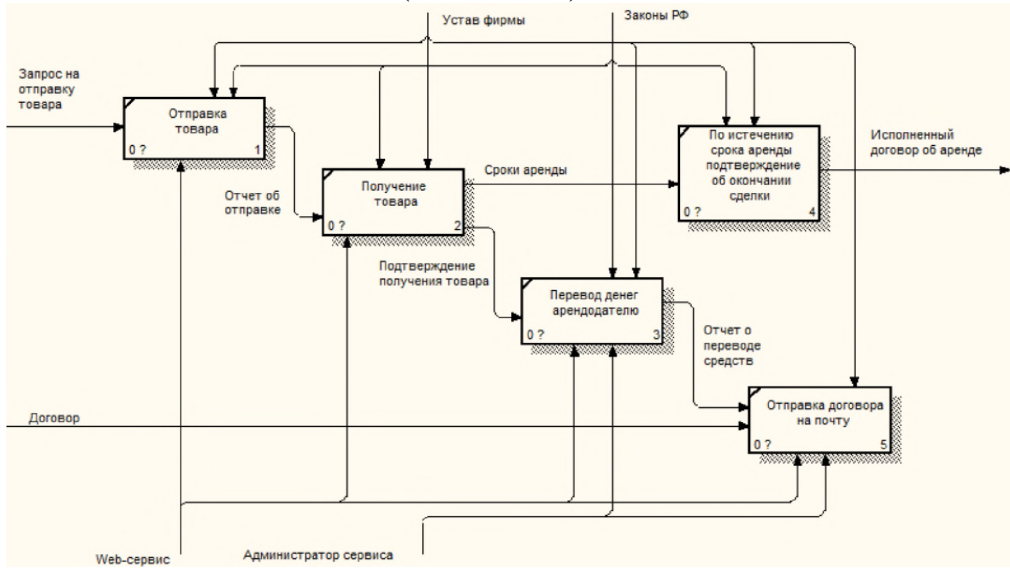 Устав фирмы
Законы РФ
Запрос на
отправку
товара
Отправка
товара
0 ?
1
По истечению
срока аренды
подтверждение
об окончании
сделки
0 ?
4
Исполненный
договор об аренде
Отчет об
отправке
Получение
товара
0 ?
2
Сроки аренды
Подтверждение
получения товара
Перевод денег
арендодателю
0 ?
3
Отчет о
переводе
средств
Договор
Отправка договора
на почту
0 ?
5
Web-сервис
Администратор сервиса